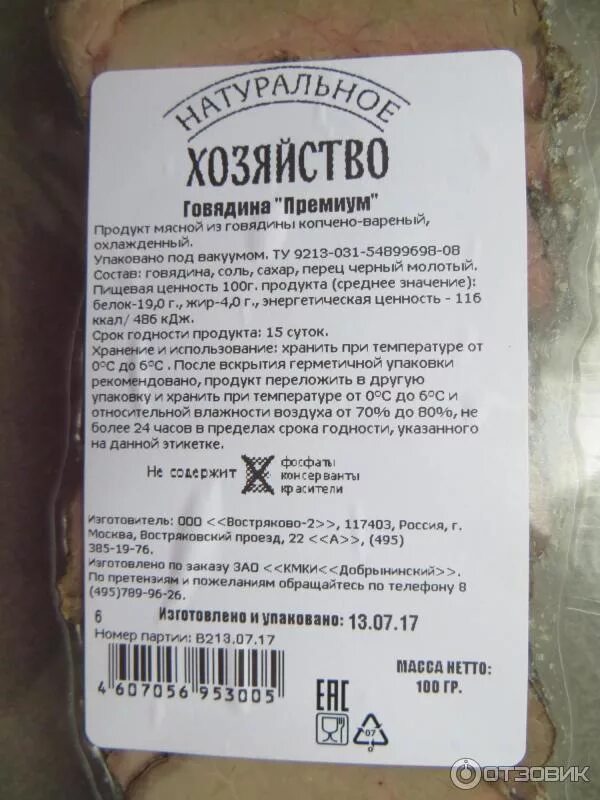 НАТУРАЛЬНОЕ
ХОЗЯЙСТВО
Говядина "Премиум"
Продукт мясной из говядины копчено-вареный,
охлажденный.
Упаковано под вакуумом. ТУ 9213-031-54899698-08
Состав: говядина, соль, сахар, перец черный молотый.
Пищевая ценность 100г. продукта (среднее значение):
белок-19,0 г., жир-4,0 г., энергетическая ценность - 116
ккал/ 486 кДж.
Срок годности продукта: 15 суток.
Хранение и использование: хранить при температуре от
0°С до 6°С . После вскрытия герметичной упаковки
рекомендовано, продукт переложить в другую
упаковку и хранить при температуре от 0°С до 6°С и
относительной влажности воздуха от 70% до 80%, не
более 24 часов в пределах срока годности, указанного
на данной этикетке.
Не содержит фосфаты
консерванты
красители
Изготовитель: ООО <<Востряково-2>>, 117403, Россия, г.
Москва, Востряковский проезд, 22 <<А>>, (495)
385-19-76.
Изготовлено по заказу ЗАО <<КМКИ<<Добрынинский>>.
По претензиям и пожеланиям обращайтесь по телефону 8
(495)789-96-26.
6 Изготовлено и упаковано: 13.07.17
Номер партии: В213.07.17
4 607056 953005
EAC
07
МАССА НЕТТО:
100 ГР.
ОТЗОВИК